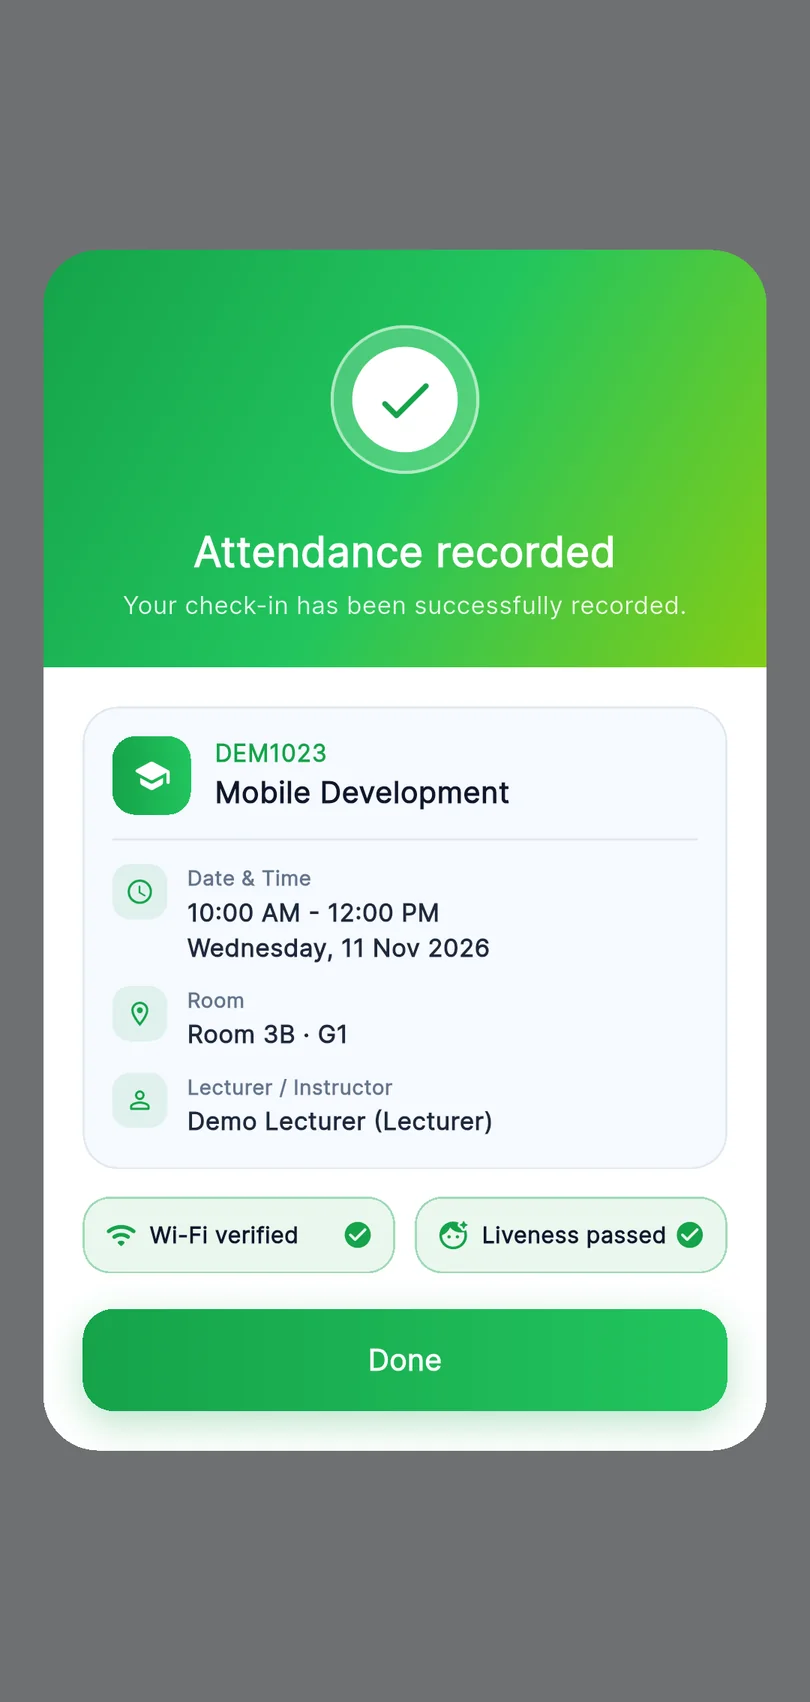 Attendance recorded
Your check-in has been successfully recorded.
DEM1023
Mobile Development
Date & Time
10:00 AM - 12:00 PM
Wednesday, 11 Nov 2026
Room
Room 3B · G1
Lecturer / Instructor
Demo Lecturer (Lecturer)
Wi-Fi verified
Liveness passed
Done